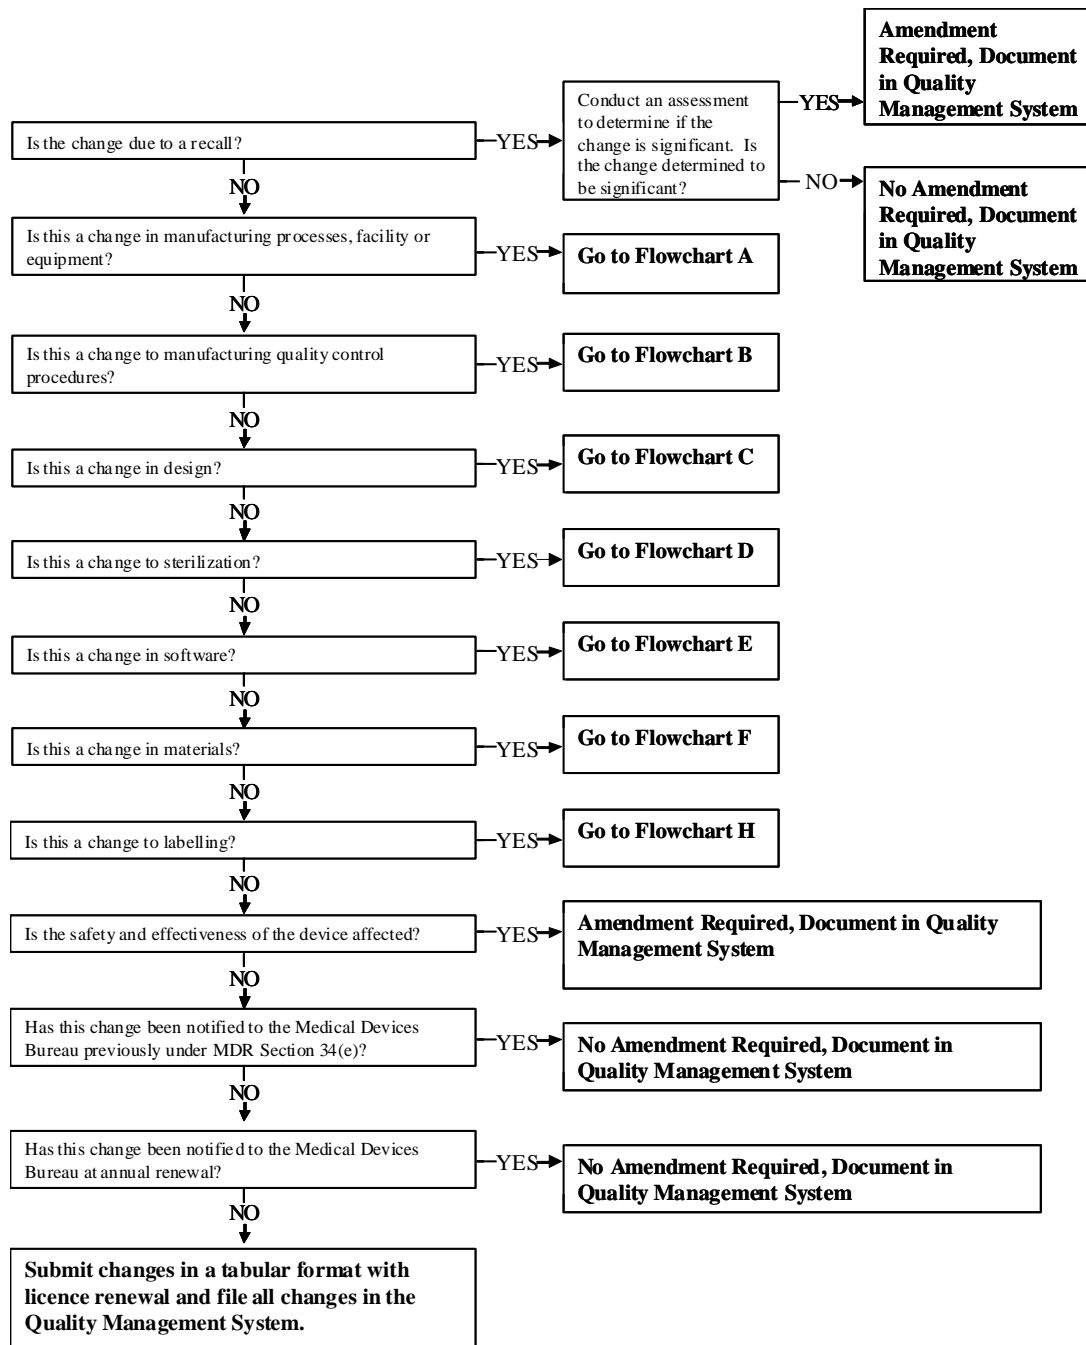 Amendment
Required, Document
in Quality
Management System
Conduct an assessment
to determine if the
change is significant.  Is
the change determined to
be significant?
YES
NO
Is the change due to a recall?
YES
No Amendment
Required, Document
in Quality
Management System
NO
Is this a change in manufacturing processes, facility or
equipment?
YES
Go to Flowchart A
NO
Is this a change to manufacturing quality control
procedures?
YES
Go to Flowchart B
NO
Is this a change in design?
YES
Go to Flowchart C
NO
Is this a change to sterilization?
YES
Go to Flowchart D
NO
Is this a change in software?
YES
Go to Flowchart E
NO
Is this a change in materials?
YES
Go to Flowchart F
NO
Is this a change to labelling?
YES
Go to Flowchart H
NO
Is the safety and effectiveness of the device affected?
YES
Amendment Required, Document in Quality
Management System
NO
Has this change been notified to the Medical Devices
Bureau previously under MDR Section 34(e)?
YES
No Amendment Required, Document in
Quality Management System
NO
Has this change been notified to the Medical Devices
Bureau at annual renewal?
YES
No Amendment Required, Document in
Quality Management System
NO
Submit changes in a tabular format with
licence renewal and file all changes in the
Quality Management System.